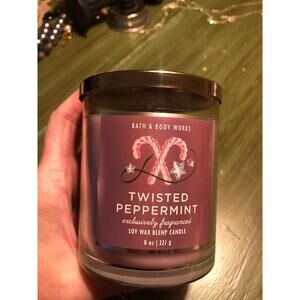 BATH & BODY WORKS
TWISTED
PEPPERMINT
exclusively fragranced
SOY WAX BLEND CANDLE
8 oz | 227 g